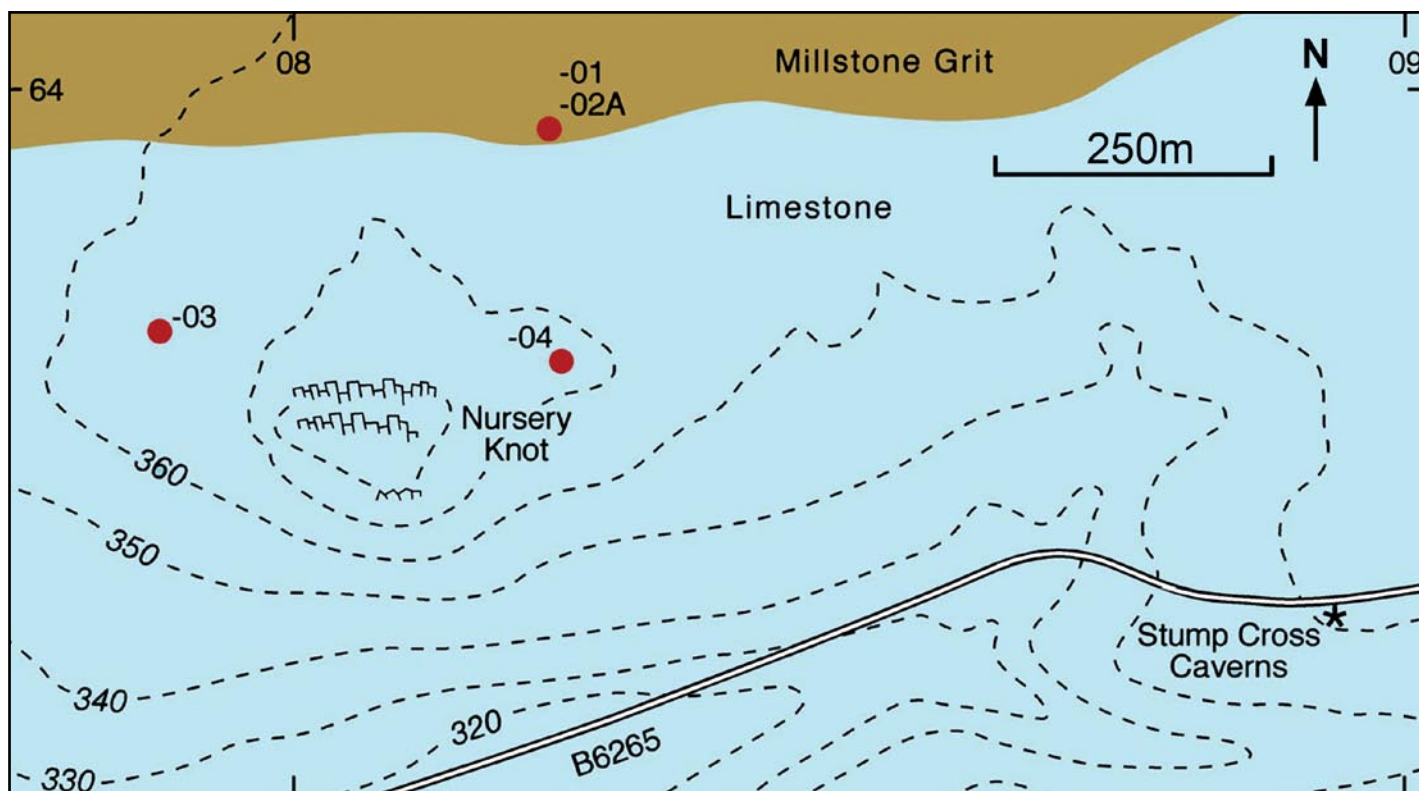 1
08
09
64
-01
-02A
Millstone Grit
N
250m
Limestone
-03
-04
Nursery
Knot
360
350
340
330
320
B6265
Stump Cross
Caverns